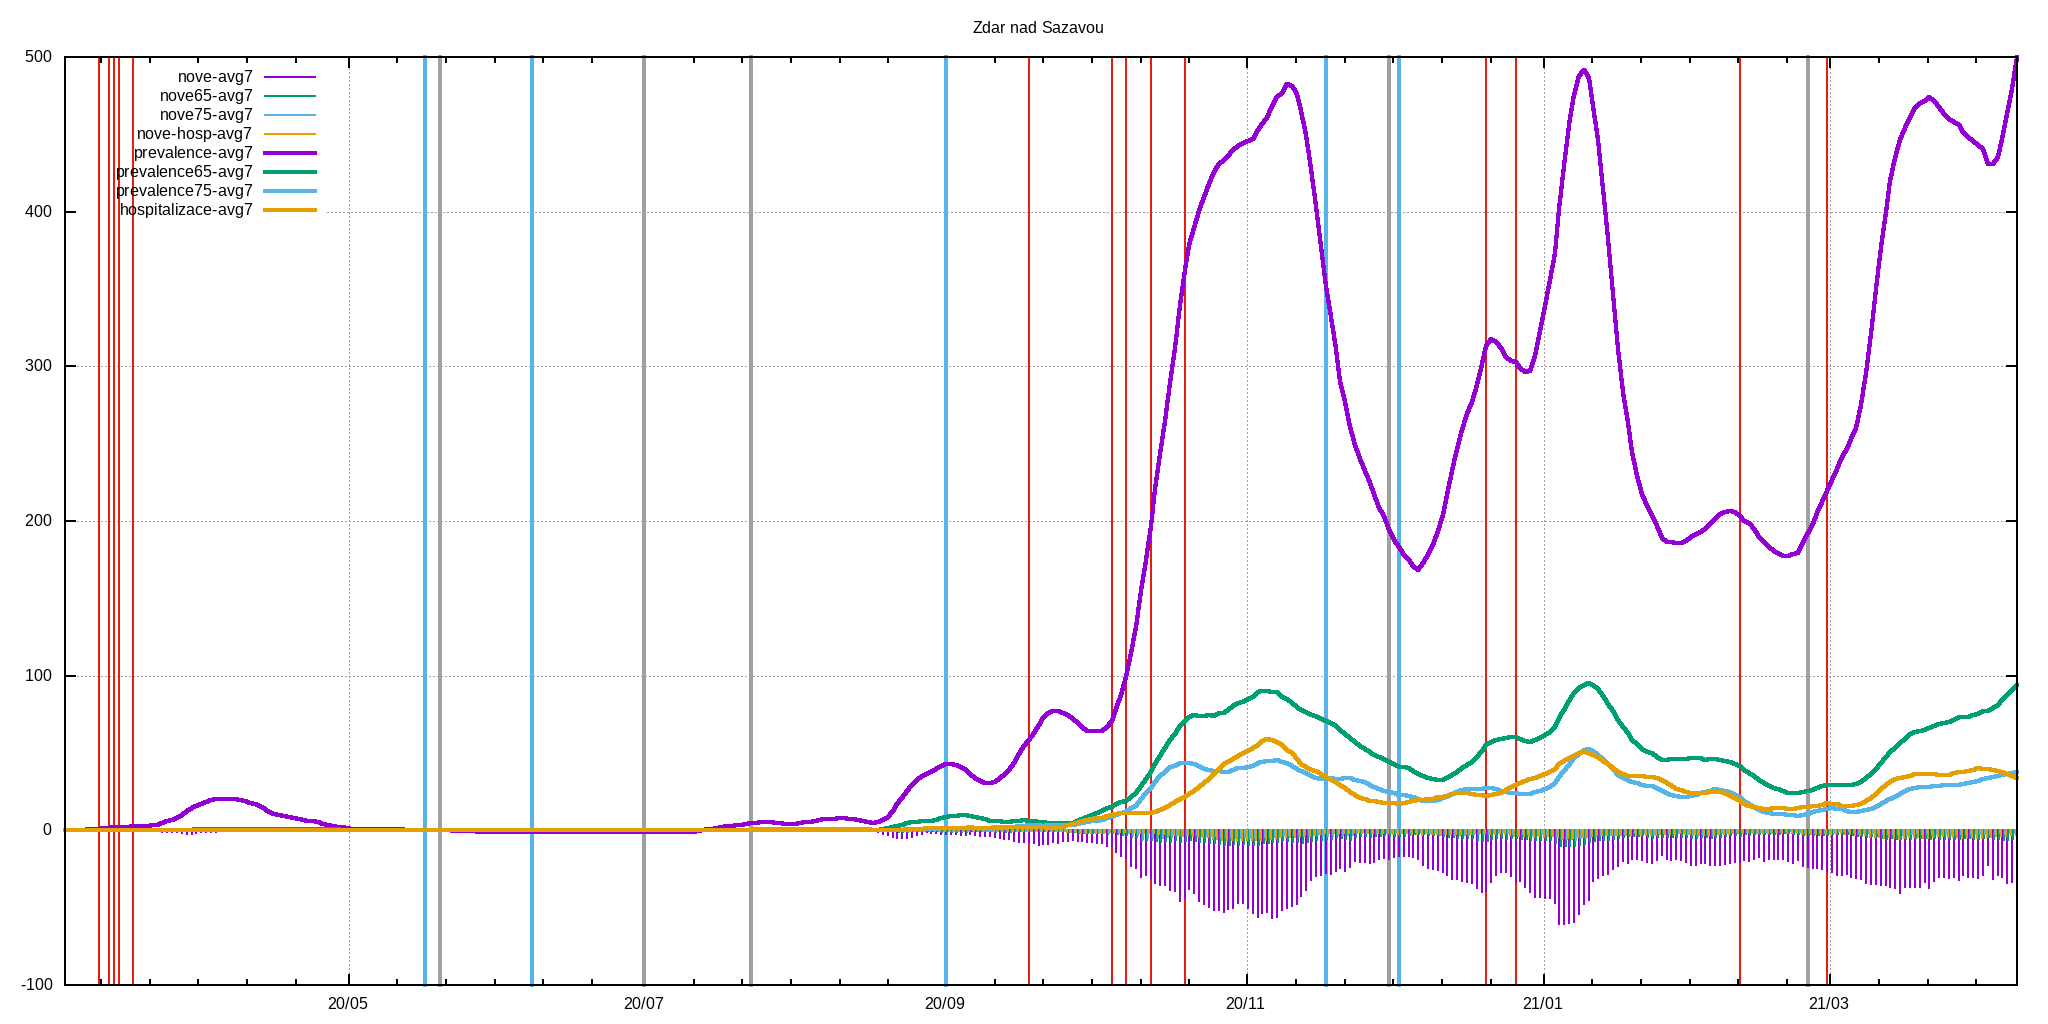 Zdar nad Sazavou
500
400
300
200
100
0
-100
nove-avg7
nove65-avg7
nove75-avg7
nove-hosp-avg7
prevalence-avg7
prevalence65-avg7
prevalence75-avg7
hospitalizace-avg7
20/05 20/07 20/09 20/11 21/01 21/03